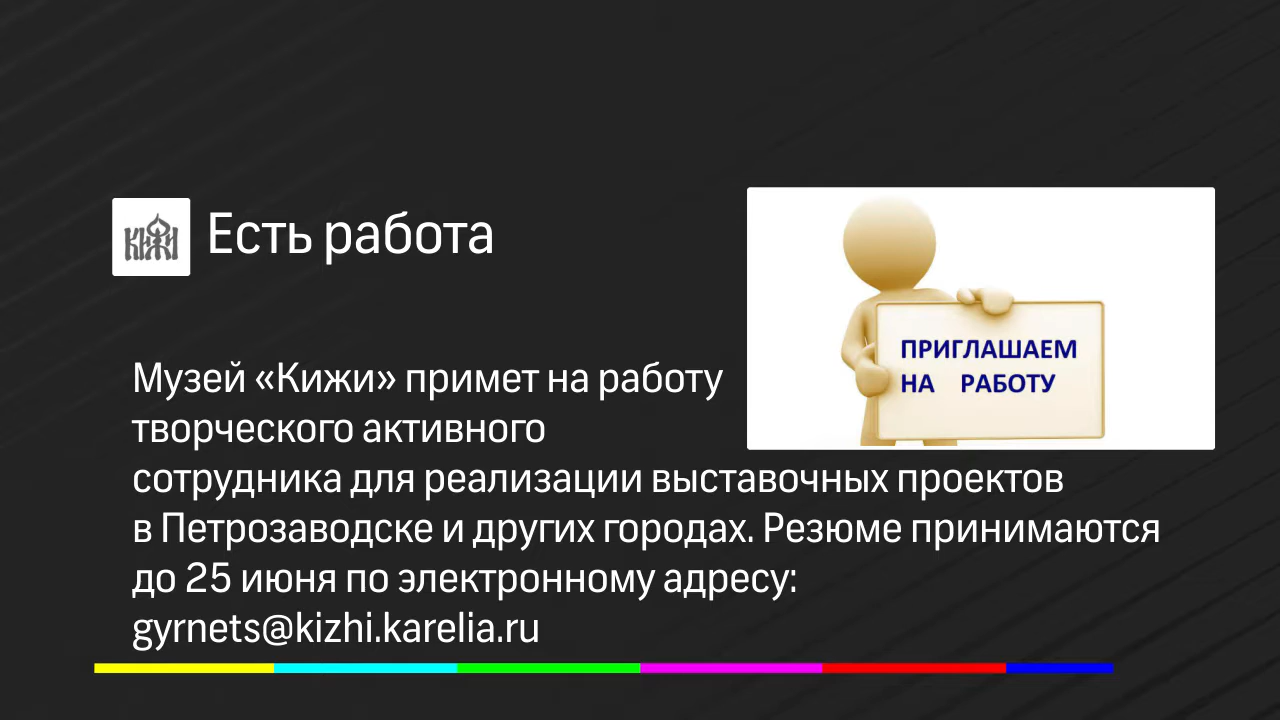 КИЖИ
Есть работа
ПРИГЛАШАЕМ
НА РАБОТУ
Музей «Кижи» примет на работу
творческого активного
сотрудника для реализации выставочных проектов
в Петрозаводске и других городах. Резюме принимаются
до 25 июня по электронному адресу:
gyrnets@kizhi.karelia.ru